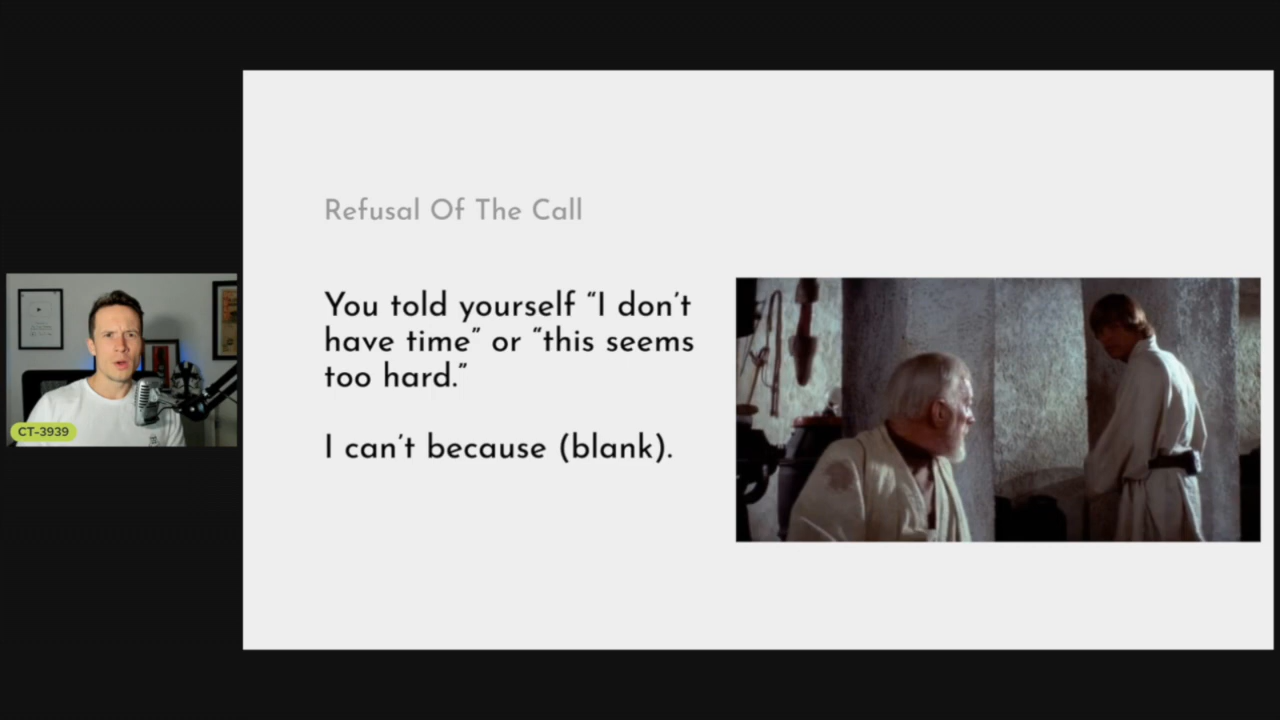 Refusal Of The Call
You told yourself “I don’t
have time” or “this seems
too hard.”
I can’t because (blank).
CT-3939